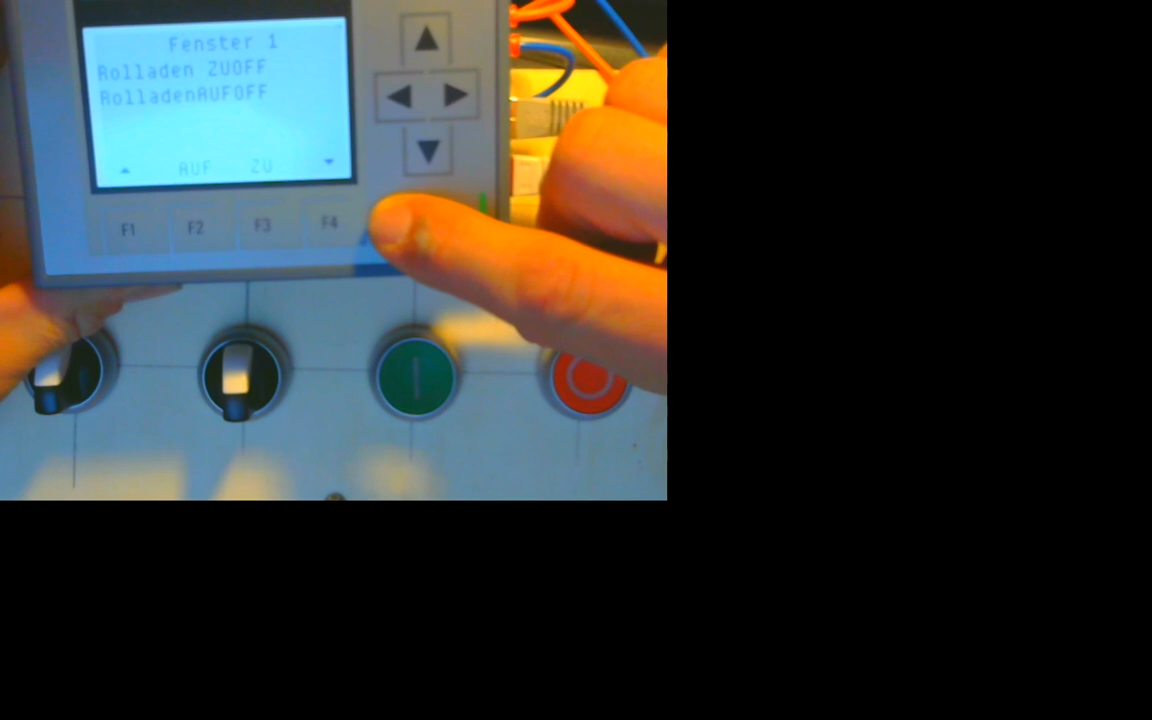 Fenster 1
Rolladen ZUOFF
RolladenAUFOFF
AUF ZU
F1 F2 F3 F4